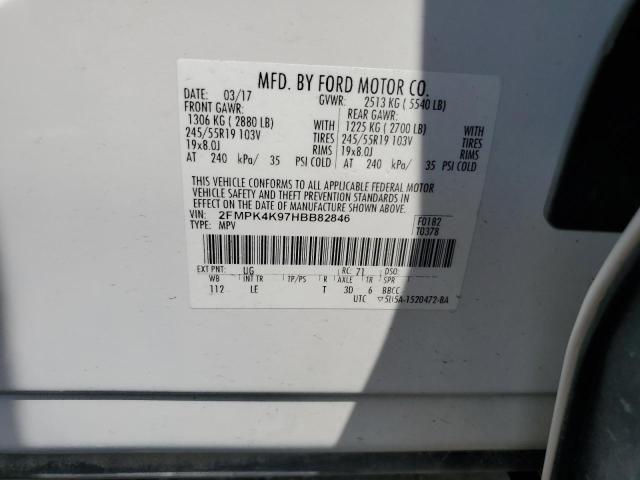 MFD. BY FORD MOTOR CO.
DATE: 03/17 GVWR: 2513 KG ( 5540 LB)
FRONT GAWR: REAR GAWR:
1306 KG ( 2880 LB) WITH 1225 KG ( 2700 LB) WITH
245/55R19 103V TIRES 245/55R19 103V TIRES
19x8.0J RIMS 19x8.0J RIMS
AT 240 kPa/ 35 PSI COLD AT 240 kPa/ 35 PSI COLD
THIS VEHICLE CONFORMS TO ALL APPLICABLE FEDERAL MOTOR
VEHICLE SAFETY AND THEFT PREVENTION STANDARDS IN
EFFECT ON THE DATE OF MANUFACTURE SHOWN ABOVE.
VIN: 2FMPK4K97HBB82846 F0182
TYPE: MPV T0378
EXT PNT: UG RC: 71 DSO:
WB INT TR TP/PS R AXLE TR SPR
112 LE T 3D 6 BBCC
UTC ▽5U5A-1520472-BA